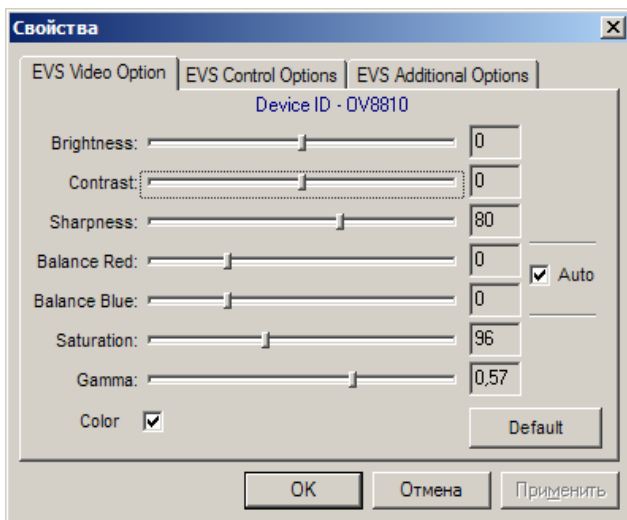 Свойства
EVS Video Option EVS Control Options EVS Additional Options
Device ID - OV8810
Brightness: 0
Contrast: 0
Sharpness: 80
Balance Red: 0
Auto
Balance Blue: 0
Saturation: 96
Gamma: 0,57
Color Default
OK Отмена Применить